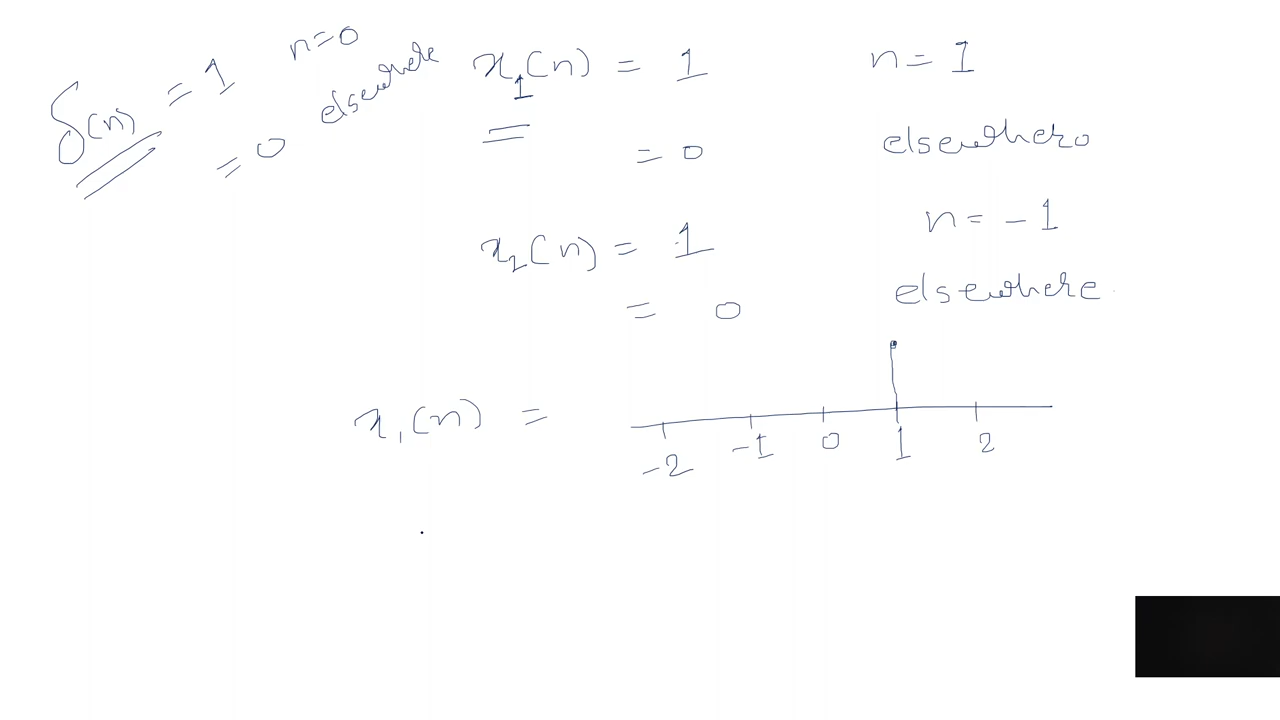 δ(n) = 1 n=0
= 0 elsewhere
x₁(n) = 1 n = 1
= 0 elsewhero
x₂(n) = 1 n = -1
= 0 elsewhere
x₁(n) =
-2 -1 0 1 2